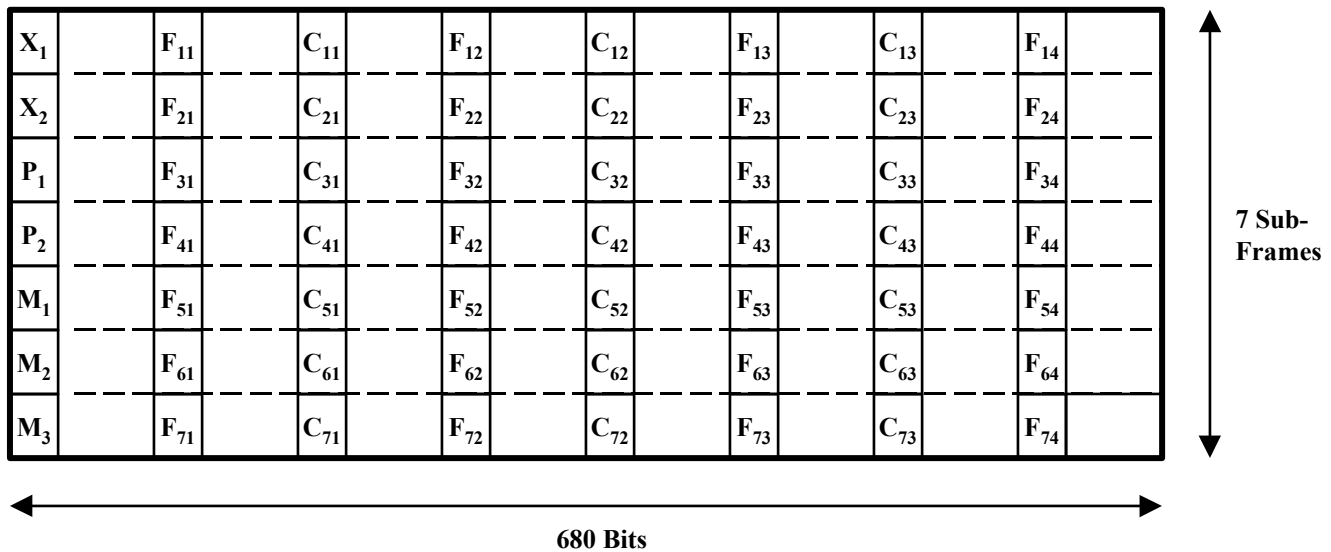 X₁ F₁₁ C₁₁ F₁₂ C₁₂ F₁₃ C₁₃ F₁₄
X₂ F₂₁ C₂₁ F₂₂ C₂₂ F₂₃ C₂₃ F₂₄
P₁ F₃₁ C₃₁ F₃₂ C₃₂ F₃₃ C₃₃ F₃₄
P₂ F₄₁ C₄₁ F₄₂ C₄₂ F₄₃ C₄₃ F₄₄
M₁ F₅₁ C₅₁ F₅₂ C₅₂ F₅₃ C₅₃ F₅₄
M₂ F₆₁ C₆₁ F₆₂ C₆₂ F₆₃ C₆₃ F₆₄
M₃ F₇₁ C₇₁ F₇₂ C₇₂ F₇₃ C₇₃ F₇₄
7 Sub-
Frames
680 Bits